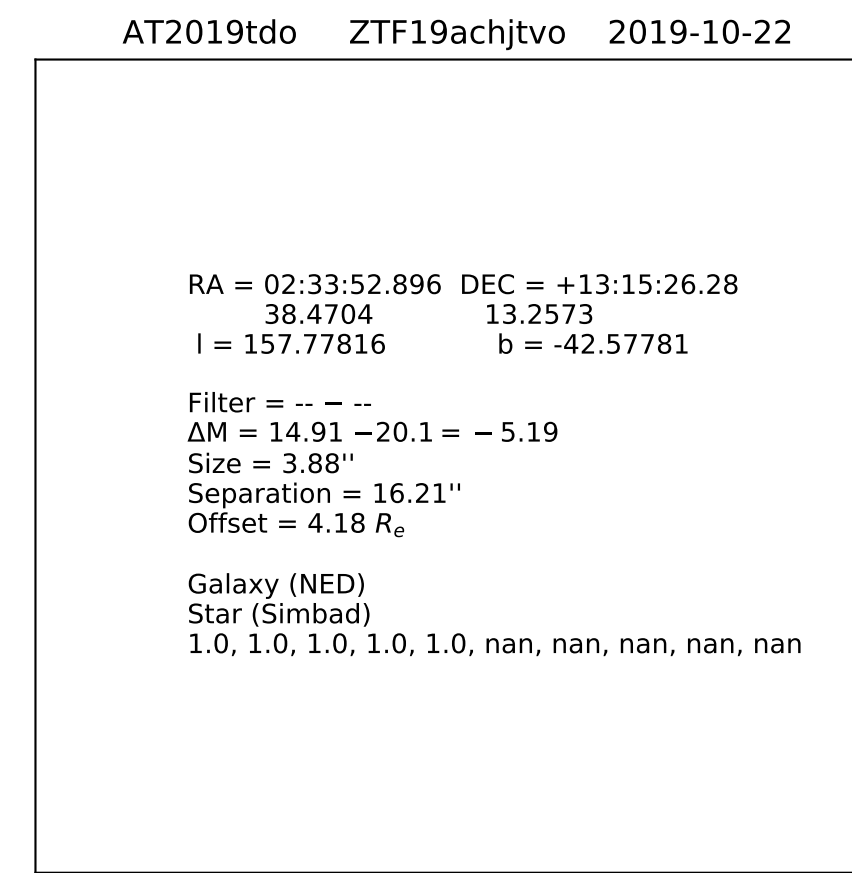 AT2019tdo ZTF19achjtvo 2019-10-22
RA = 02:33:52.896 DEC = +13:15:26.28
38.4704 13.2573
l = 157.77816 b = -42.57781
Filter = -- − --
ΔM = 14.91 −20.1 = − 5.19
Size = 3.88''
Separation = 16.21''
Offset = 4.18 Rₑ
Galaxy (NED)
Star (Simbad)
1.0, 1.0, 1.0, 1.0, 1.0, nan, nan, nan, nan, nan